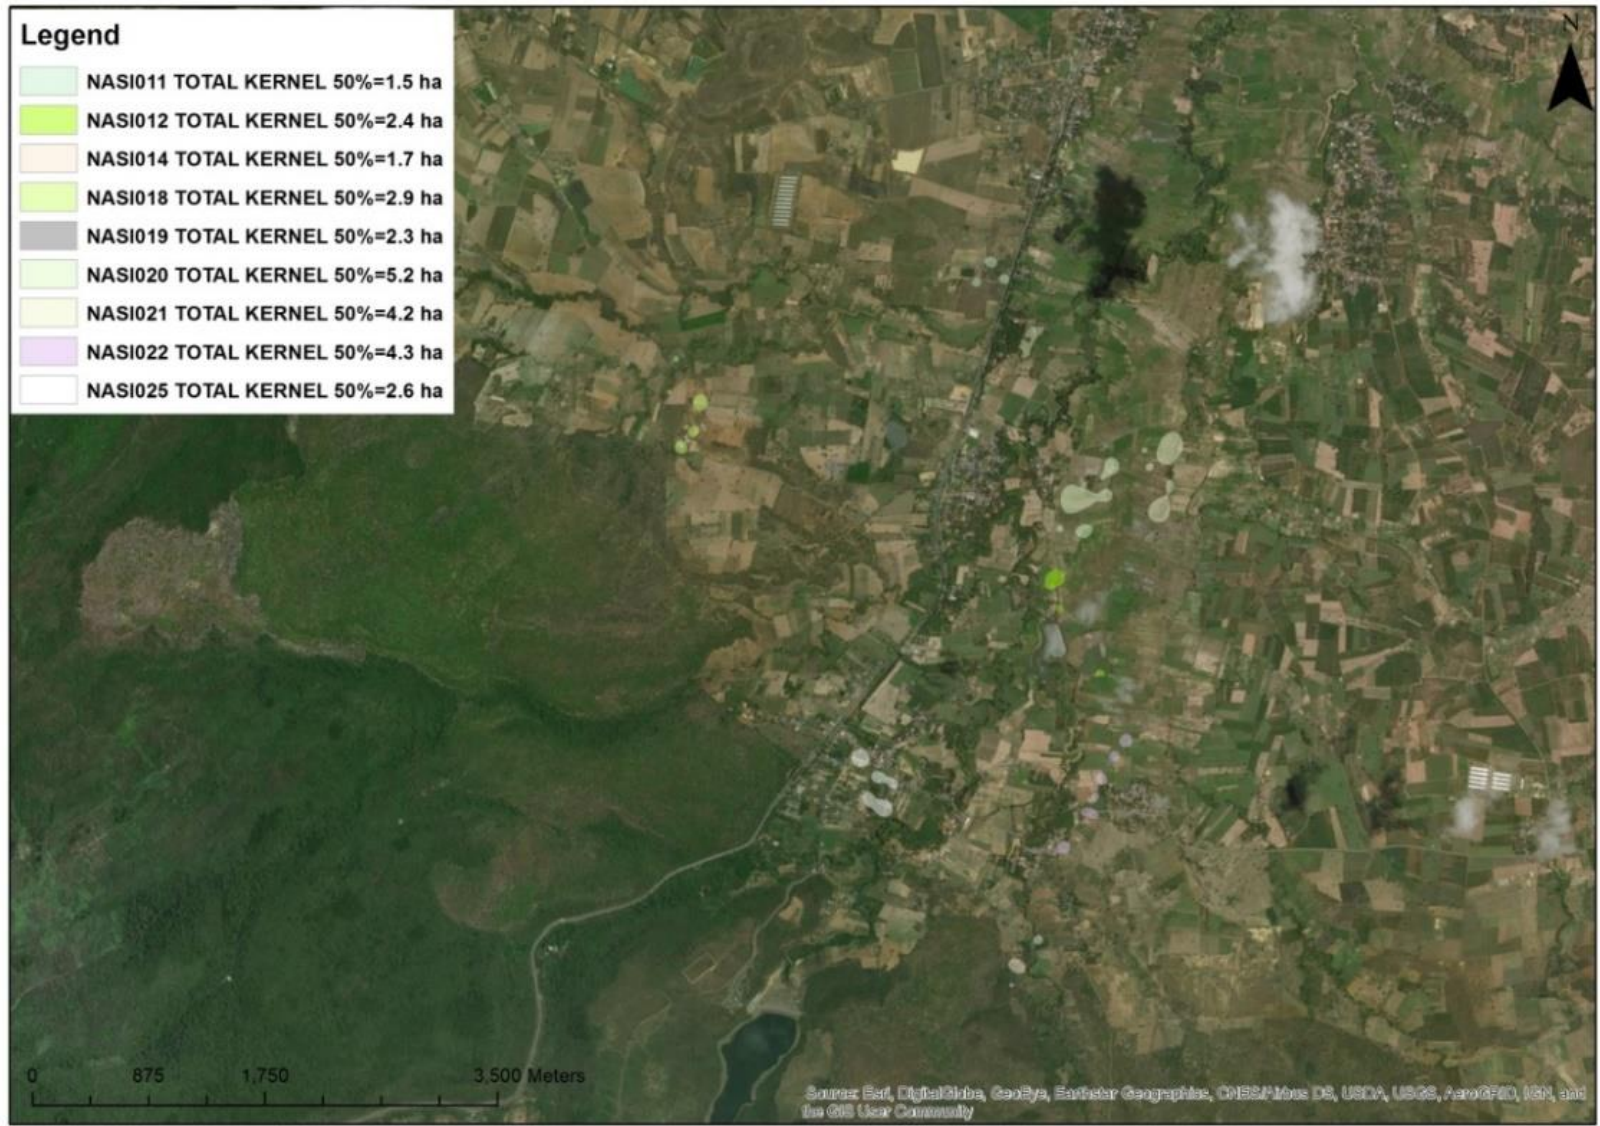 Legend
NASI011 TOTAL KERNEL 50%=1.5 ha
NASI012 TOTAL KERNEL 50%=2.4 ha
NASI014 TOTAL KERNEL 50%=1.7 ha
NASI018 TOTAL KERNEL 50%=2.9 ha
NASI019 TOTAL KERNEL 50%=2.3 ha
NASI020 TOTAL KERNEL 50%=5.2 ha
NASI021 TOTAL KERNEL 50%=4.2 ha
NASI022 TOTAL KERNEL 50%=4.3 ha
NASI025 TOTAL KERNEL 50%=2.6 ha
N
0 875 1,750 3,500 Meters
Source: Esri, DigitalGlobe, GeoEye, Earthstar Geographics, CNES/Airbus DS, USDA, USGS, AeroGRID, IGN, and
the GIS User Community